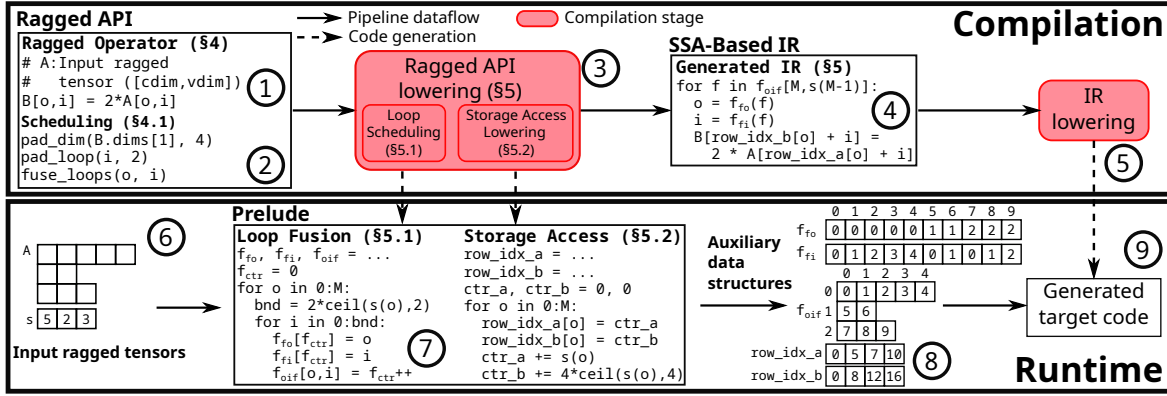 Ragged API
Pipeline dataflow
Code generation
Compilation stage
Compilation
Ragged Operator (§4)
# A:Input ragged
#   tensor ([cdim,vdim])
B[o,i] = 2*A[o,i]
Scheduling (§4.1)
pad_dim(B.dims[1], 4)
pad_loop(i, 2)
fuse_loops(o, i)
1
2
Ragged API
lowering (§5)
Loop
Scheduling
(§5.1)
Storage Access
Lowering
(§5.2)
3
SSA-Based IR
Generated IR (§5)
for f in f_oif[M,s(M-1)]:
o = f_fo(f)
i = f_fi(f)
B[row_idx_b[o] + i] =
2 * A[row_idx_a[o] + i]
4
IR
lowering
5
6
A
s 5 2 3
Input ragged tensors
Prelude
Loop Fusion (§5.1)
f_fo, f_fi, f_oif = ...
f_ctr = 0
for o in 0:M:
bnd = 2*ceil(s(o),2)
for i in 0:bnd:
f_fo[f_ctr] = o
f_fi[f_ctr] = i
f_oif[o,i] = f_ctr++
7
Storage Access (§5.2)
row_idx_a = ...
row_idx_b = ...
ctr_a, ctr_b = 0, 0
for o in 0:M:
row_idx_a[o] = ctr_a
row_idx_b[o] = ctr_b
ctr_a += s(o)
ctr_b += 4*ceil(s(o),4)
Auxiliary
data
structures
0 1 2 3 4 5 6 7 8 9
f_fo 0 0 0 0 0 1 1 2 2 2
f_fi 0 1 2 3 4 0 1 0 1 2
0 1 2 3 4
0 0 1 2 3 4
f_oif 1 5 6
2 7 8 9
row_idx_a 0 5 7 10
row_idx_b 0 8 12 16
8
9
Generated
target code
Runtime